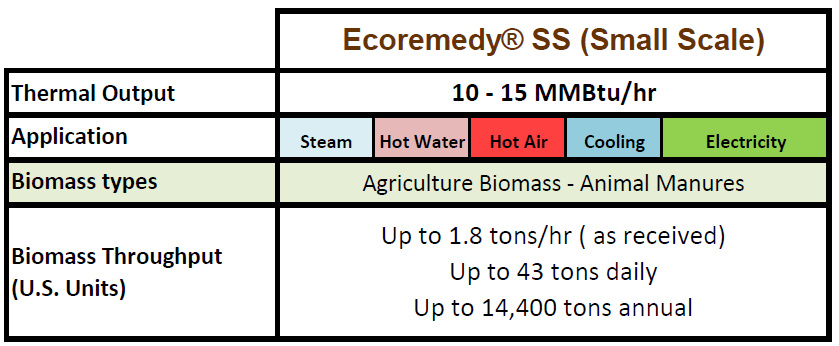 Ecoremedy® SS (Small Scale)
Thermal Output 10 - 15 MMBtu/hr
Application Steam Hot Water Hot Air Cooling Electricity
Biomass types Agriculture Biomass - Animal Manures
Biomass Throughput
(U.S. Units)
Up to 1.8 tons/hr ( as received)
Up to 43 tons daily
Up to 14,400 tons annual